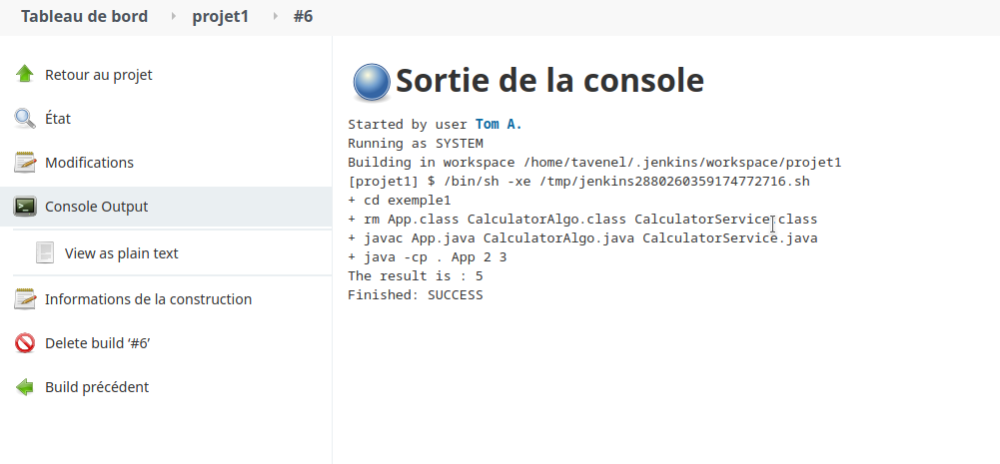 Tableau de bord
projet1
#6
Retour au projet
État
Modifications
Console Output
View as plain text
Informations de la construction
Delete build ‘#6’
Build précédent
Sortie de la console
Started by user Tom A.
Running as SYSTEM
Building in workspace /home/tavenel/.jenkins/workspace/projet1
[projet1] $ /bin/sh -xe /tmp/jenkins2880260359174772716.sh
+ cd exemple1
+ rm App.class CalculatorAlgo.class CalculatorService.class
+ javac App.java CalculatorAlgo.java CalculatorService.java
+ java -cp . App 2 3
The result is : 5
Finished: SUCCESS